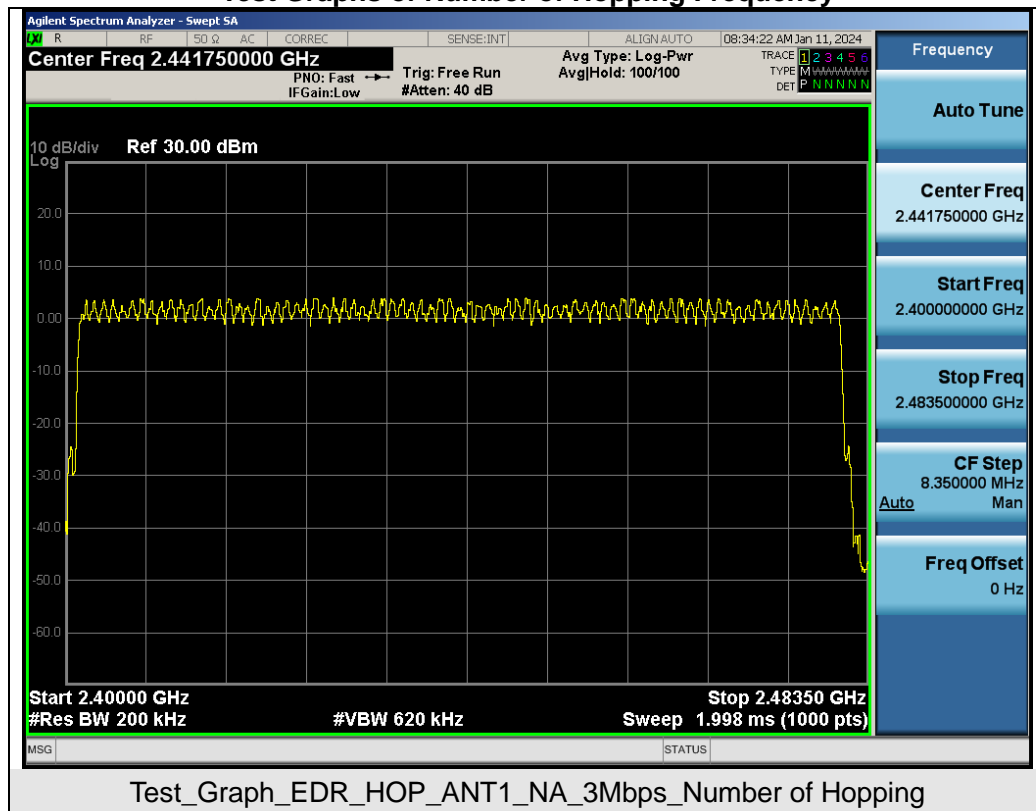 Test Graphs of Number of Hopping Frequency
Agilent Spectrum Analyzer - Swept SA
LXI R RF 50 Ω AC CORREC SENSE:INT ALIGN AUTO 08:34:22 AM Jan 11, 2024
Center Freq 2.441750000 GHz
PNO: Fast
IFGain:Low
Trig: Free Run
#Atten: 40 dB
Avg Type: Log-Pwr
Avg|Hold: 100/100
TRACE 1 2 3 4 5 6
TYPE M
DET P N N N N N
10 dB/div Ref 30.00 dBm
Log
20.0
10.0
0.00
-10.0
-20.0
-30.0
-40.0
-50.0
-60.0
Start 2.40000 GHz Stop 2.48350 GHz
#Res BW 200 kHz #VBW 620 kHz Sweep 1.998 ms (1000 pts)
MSG STATUS
Frequency
Auto Tune
Center Freq
2.441750000 GHz
Start Freq
2.400000000 GHz
Stop Freq
2.483500000 GHz
CF Step
8.350000 MHz
Auto Man
Freq Offset
0 Hz
Test_Graph_EDR_HOP_ANT1_NA_3Mbps_Number of Hopping